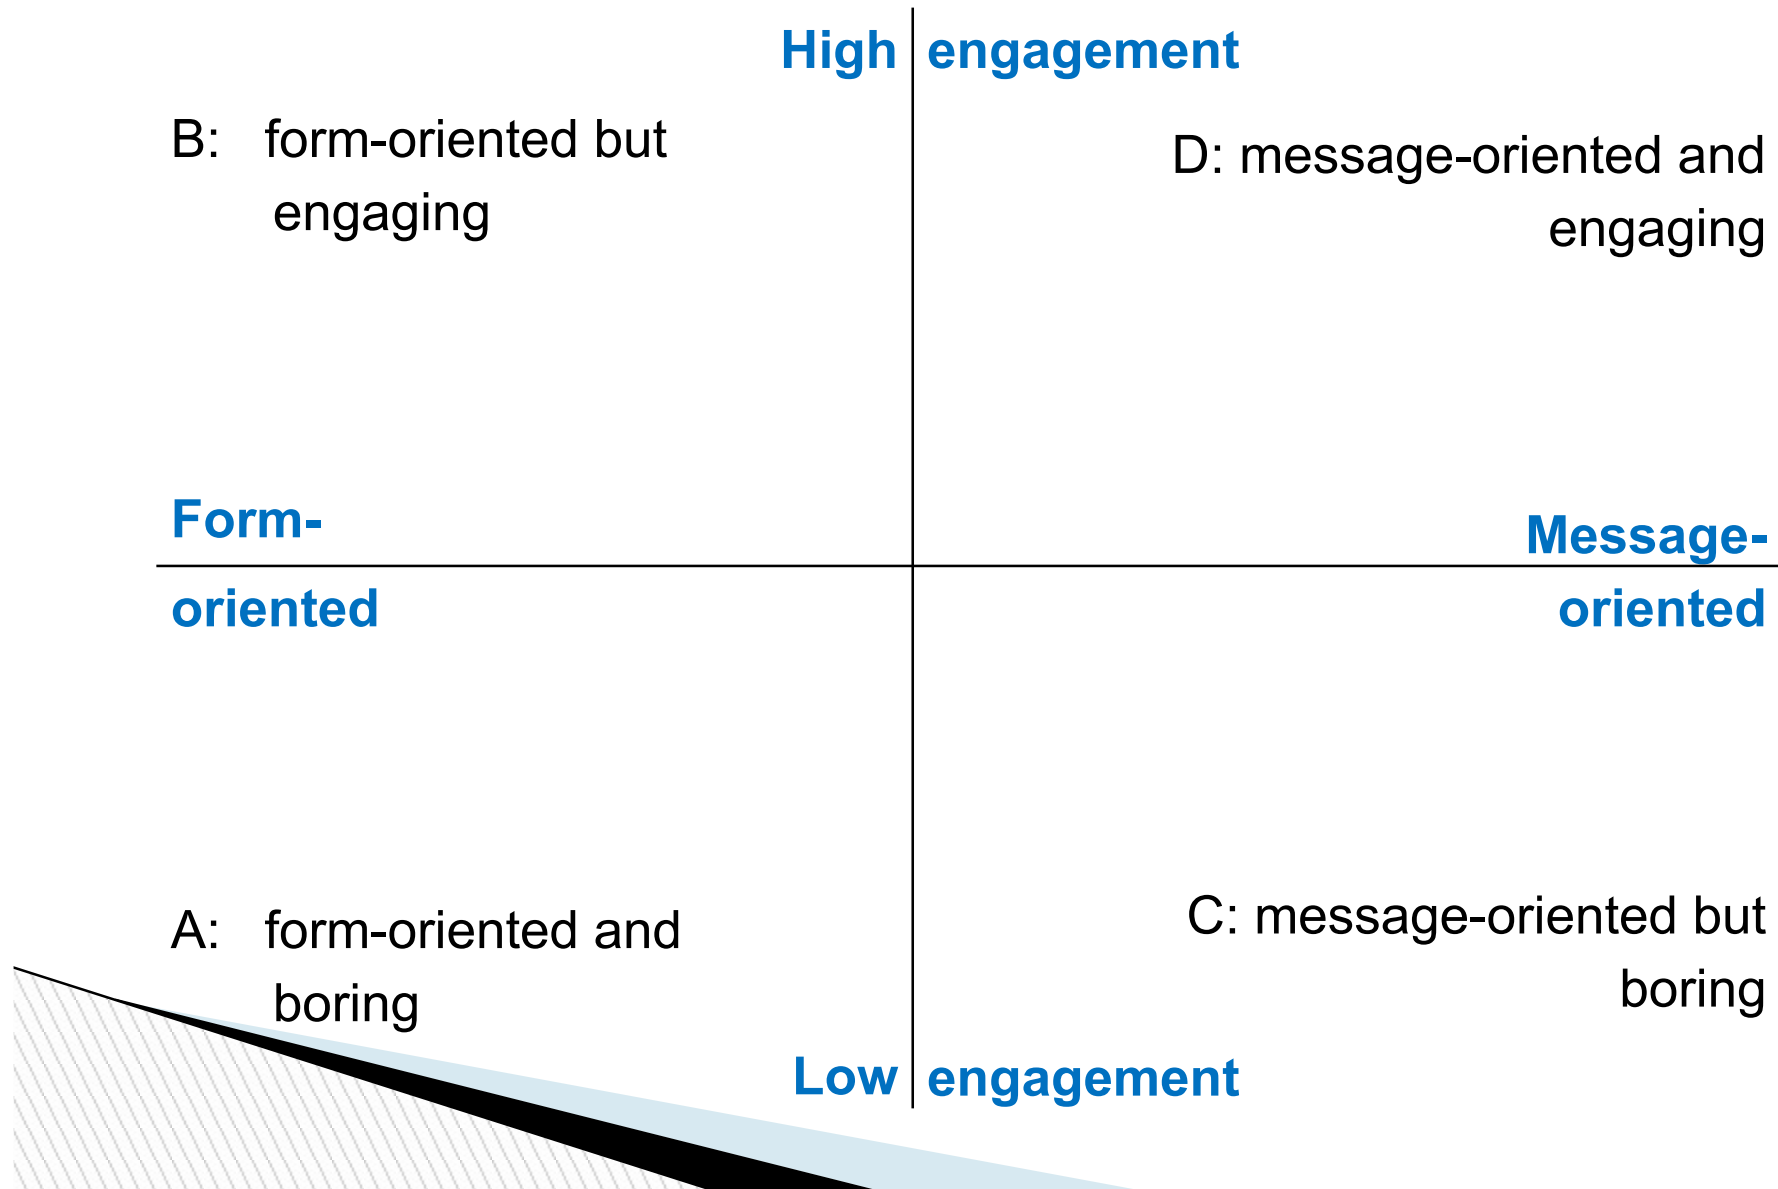 High engagement
B: form-oriented but
engaging
D: message-oriented and
engaging
Form-
oriented
Message-
oriented
A: form-oriented and
boring
C: message-oriented but
boring
Low engagement